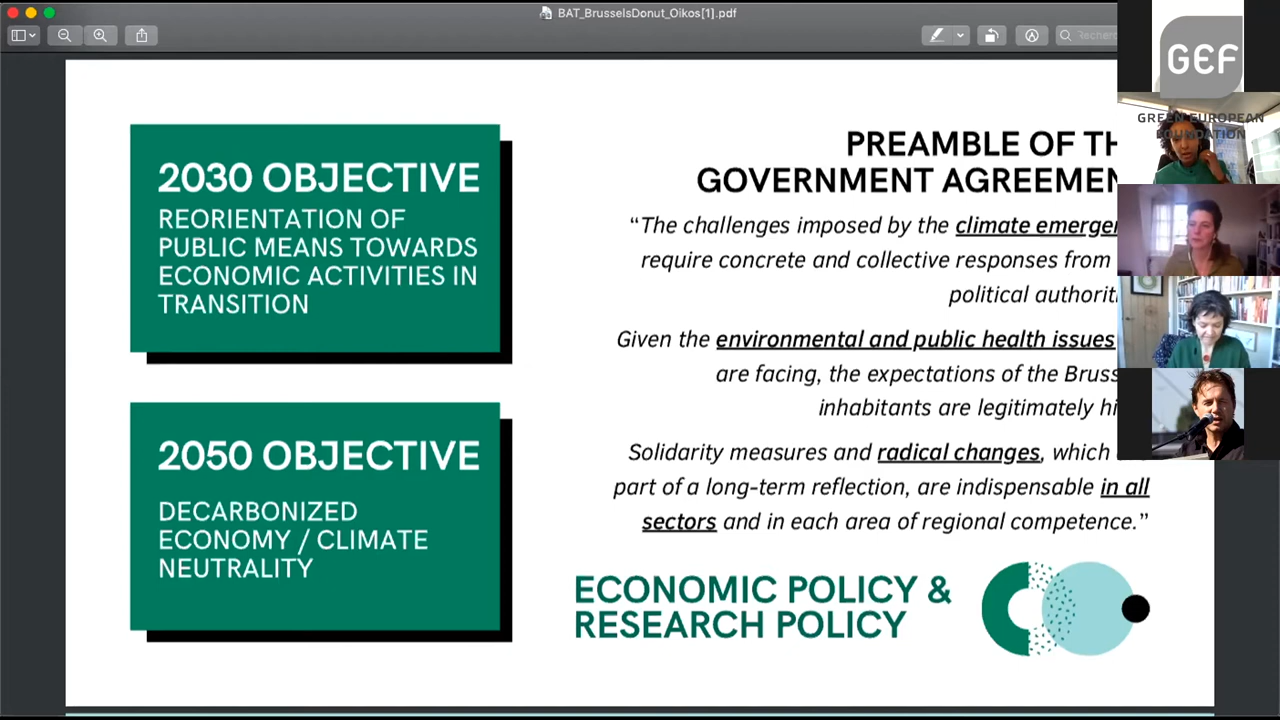 BAT_BrusselsDonut_Oikos[1].pdf
Recherc
GEF
GREEN EUROPEAN
FOUNDATION
2030 OBJECTIVE
REORIENTATION OF
PUBLIC MEANS TOWARDS
ECONOMIC ACTIVITIES IN
TRANSITION
2050 OBJECTIVE
DECARBONIZED
ECONOMY / CLIMATE
NEUTRALITY
PREAMBLE OF TH
GOVERNMENT AGREEMEN
“The challenges imposed by the climate emergen
require concrete and collective responses from
political authorit
Given the environmental and public health issues
are facing, the expectations of the Bruss
inhabitants are legitimately hi
Solidarity measures and radical changes, which
part of a long-term reflection, are indispensable in all
sectors and in each area of regional competence.”
ECONOMIC POLICY &
RESEARCH POLICY